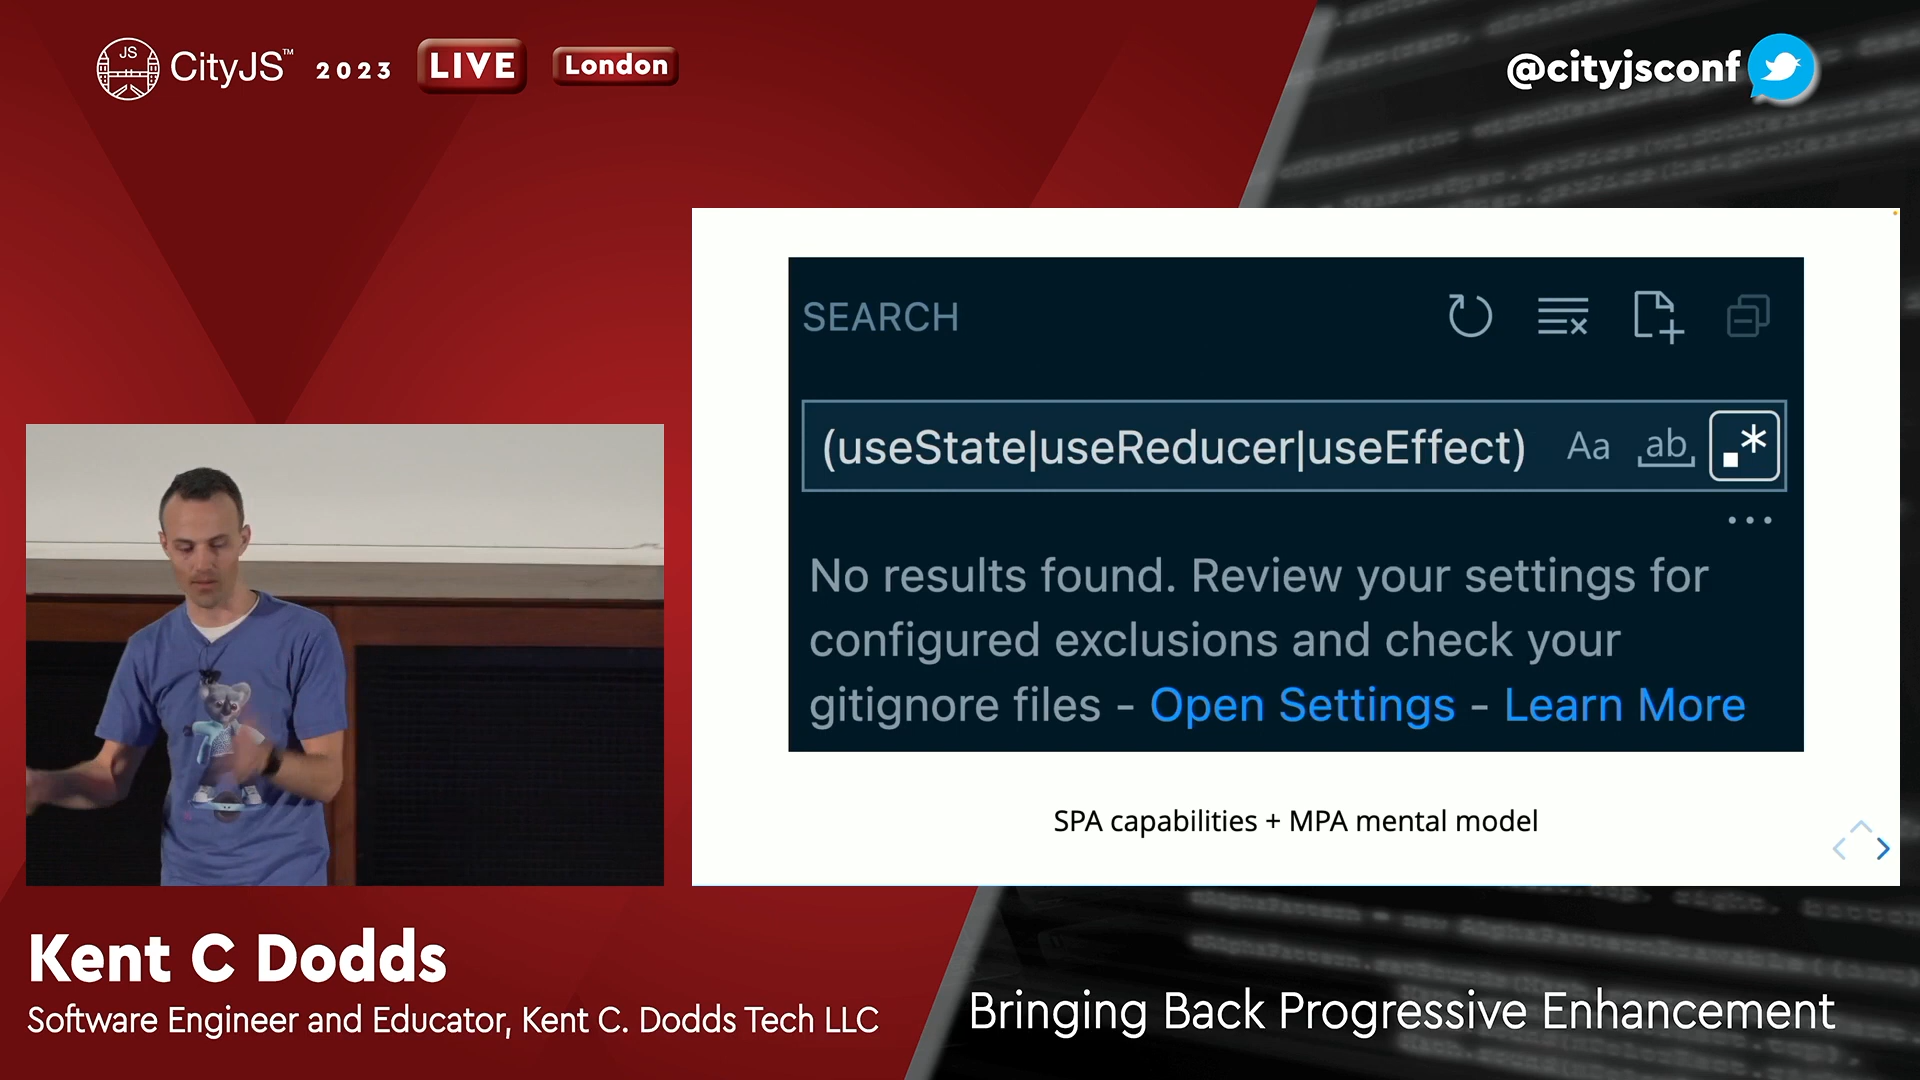 JS
CityJS™ 2023 LIVE London
@cityjsconf
SEARCH
(useState|useReducer|useEffect) Aa ab .*
...
No results found. Review your settings for
configured exclusions and check your
gitignore files - Open Settings - Learn More
SPA capabilities + MPA mental model
Kent C Dodds
Software Engineer and Educator, Kent C. Dodds Tech LLC
Bringing Back Progressive Enhancement